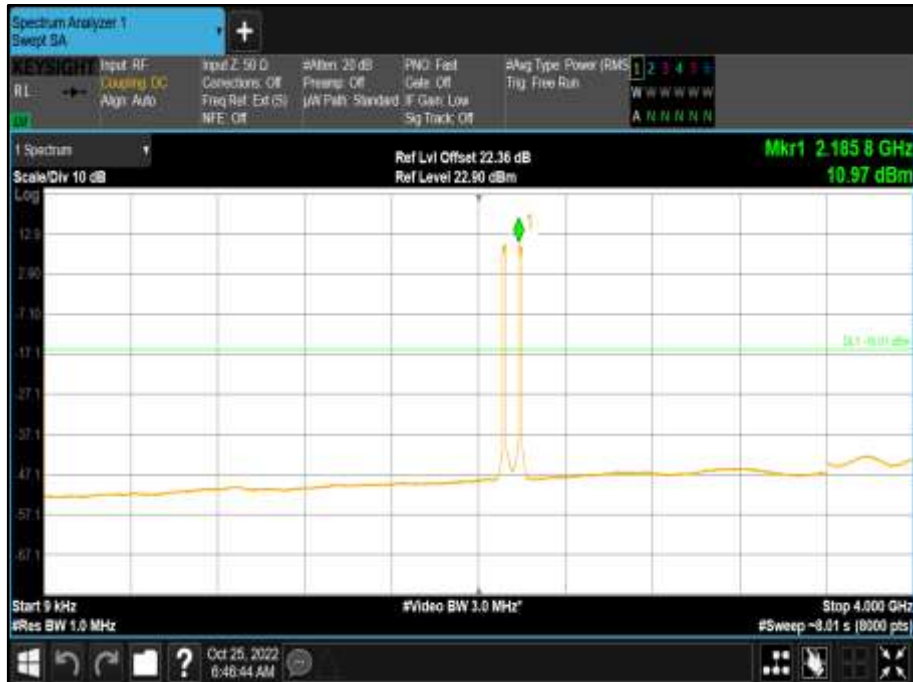 Spectrum Analyzer 1
Swept SA
+
KEYSIGHT
RL
Input: RF
Coupling: DC
Align: Auto
Input Z: 50 Ω
Corrections: Off
Freq Ref: Ext (S)
NFE: Off
#Atten: 20 dB
Preamp: Off
µW Path: Standard
PNO: Fast
Gate: Off
IF Gain: Low
Sig Track: Off
#Avg Type: Power (RMS
Trig: Free Run
1 2 3 4 5 6
W W W W W W
A N N N N N
1 Spectrum
Scale/Div 10 dB
Ref Lvl Offset 22.36 dB
Ref Level 22.90 dBm
Mkr1 2.185 8 GHz
10.97 dBm
Log
1
12.9
2.90
-7.10
-17.1
-27.1
-37.1
-47.1
-57.1
-67.1
Start 9 kHz
#Res BW 1.0 MHz
#Video BW 3.0 MHz*
Stop 4.000 GHz
#Sweep ~8.01 s (8000 pts)
?
Oct 25, 2022
6:46:44 AM